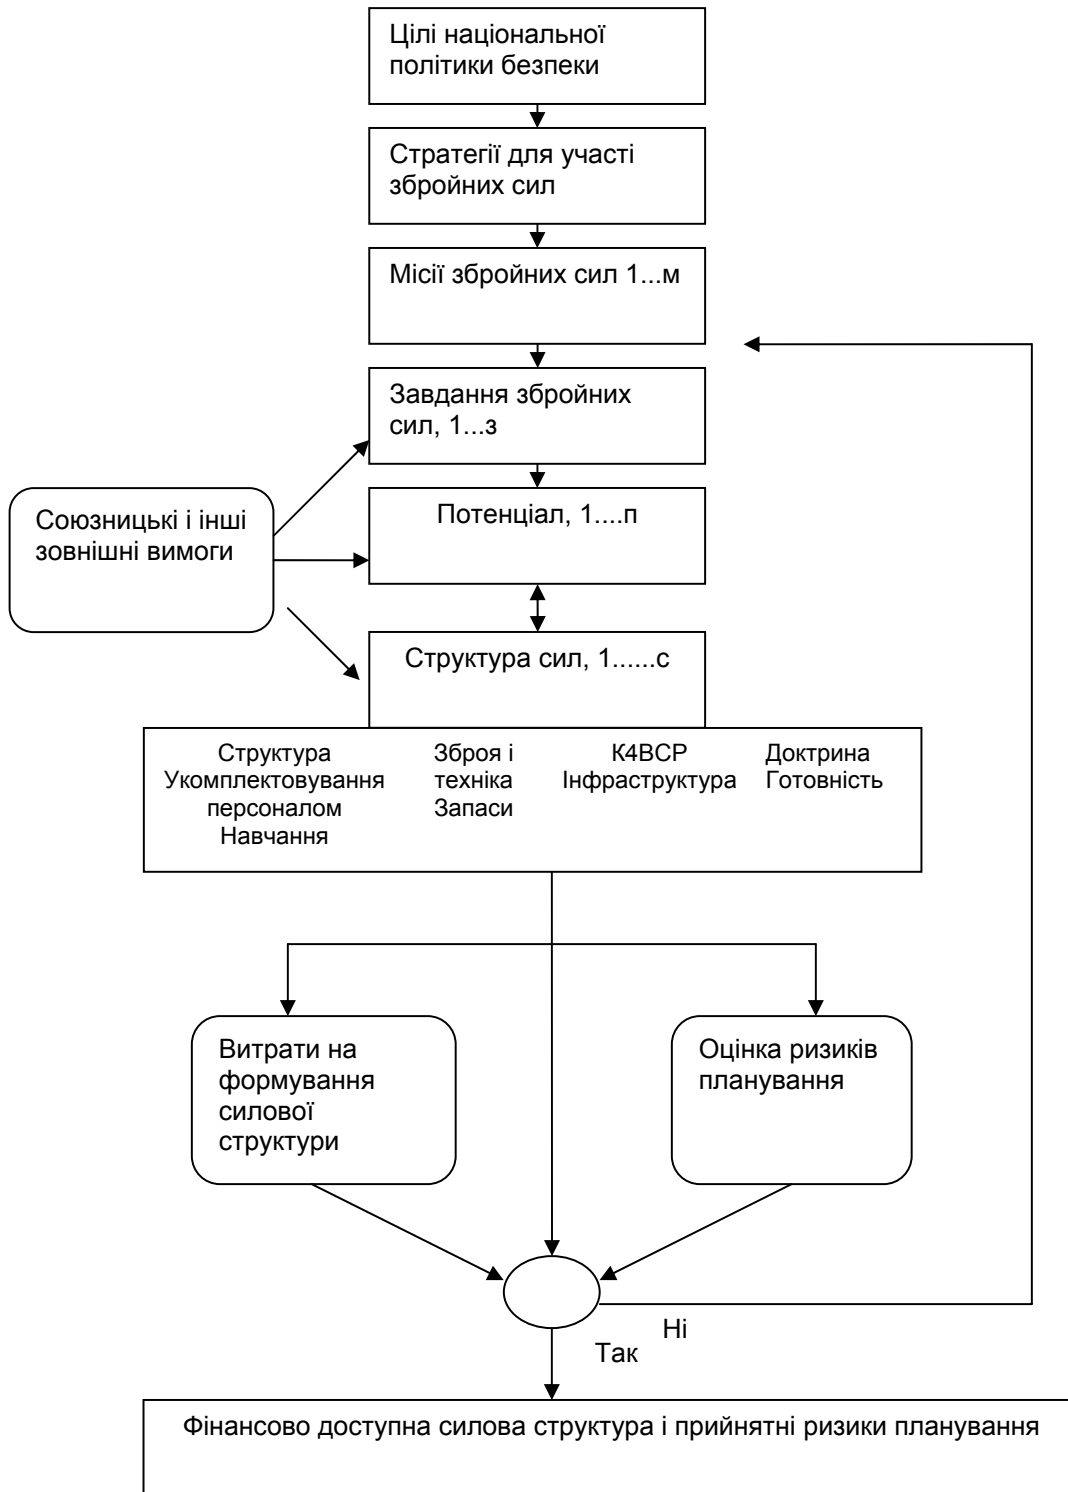 Цілі національної
політики безпеки
Стратегії для участі
збройних сил
Місії збройних сил 1...м
Завдання збройних
сил, 1...з
Союзницькі і інші
зовнішні вимоги
Потенціал, 1....п
Структура сил, 1......с
Структура
Укомплектовування
персоналом
Навчання
Зброя і
техніка
Запаси
К4ВСР
Інфраструктура
Доктрина
Готовність
Витрати на
формування
силової
структури
Оцінка ризиків
планування
Ні
Так
Фінансово доступна силова структура і прийнятні ризики планування